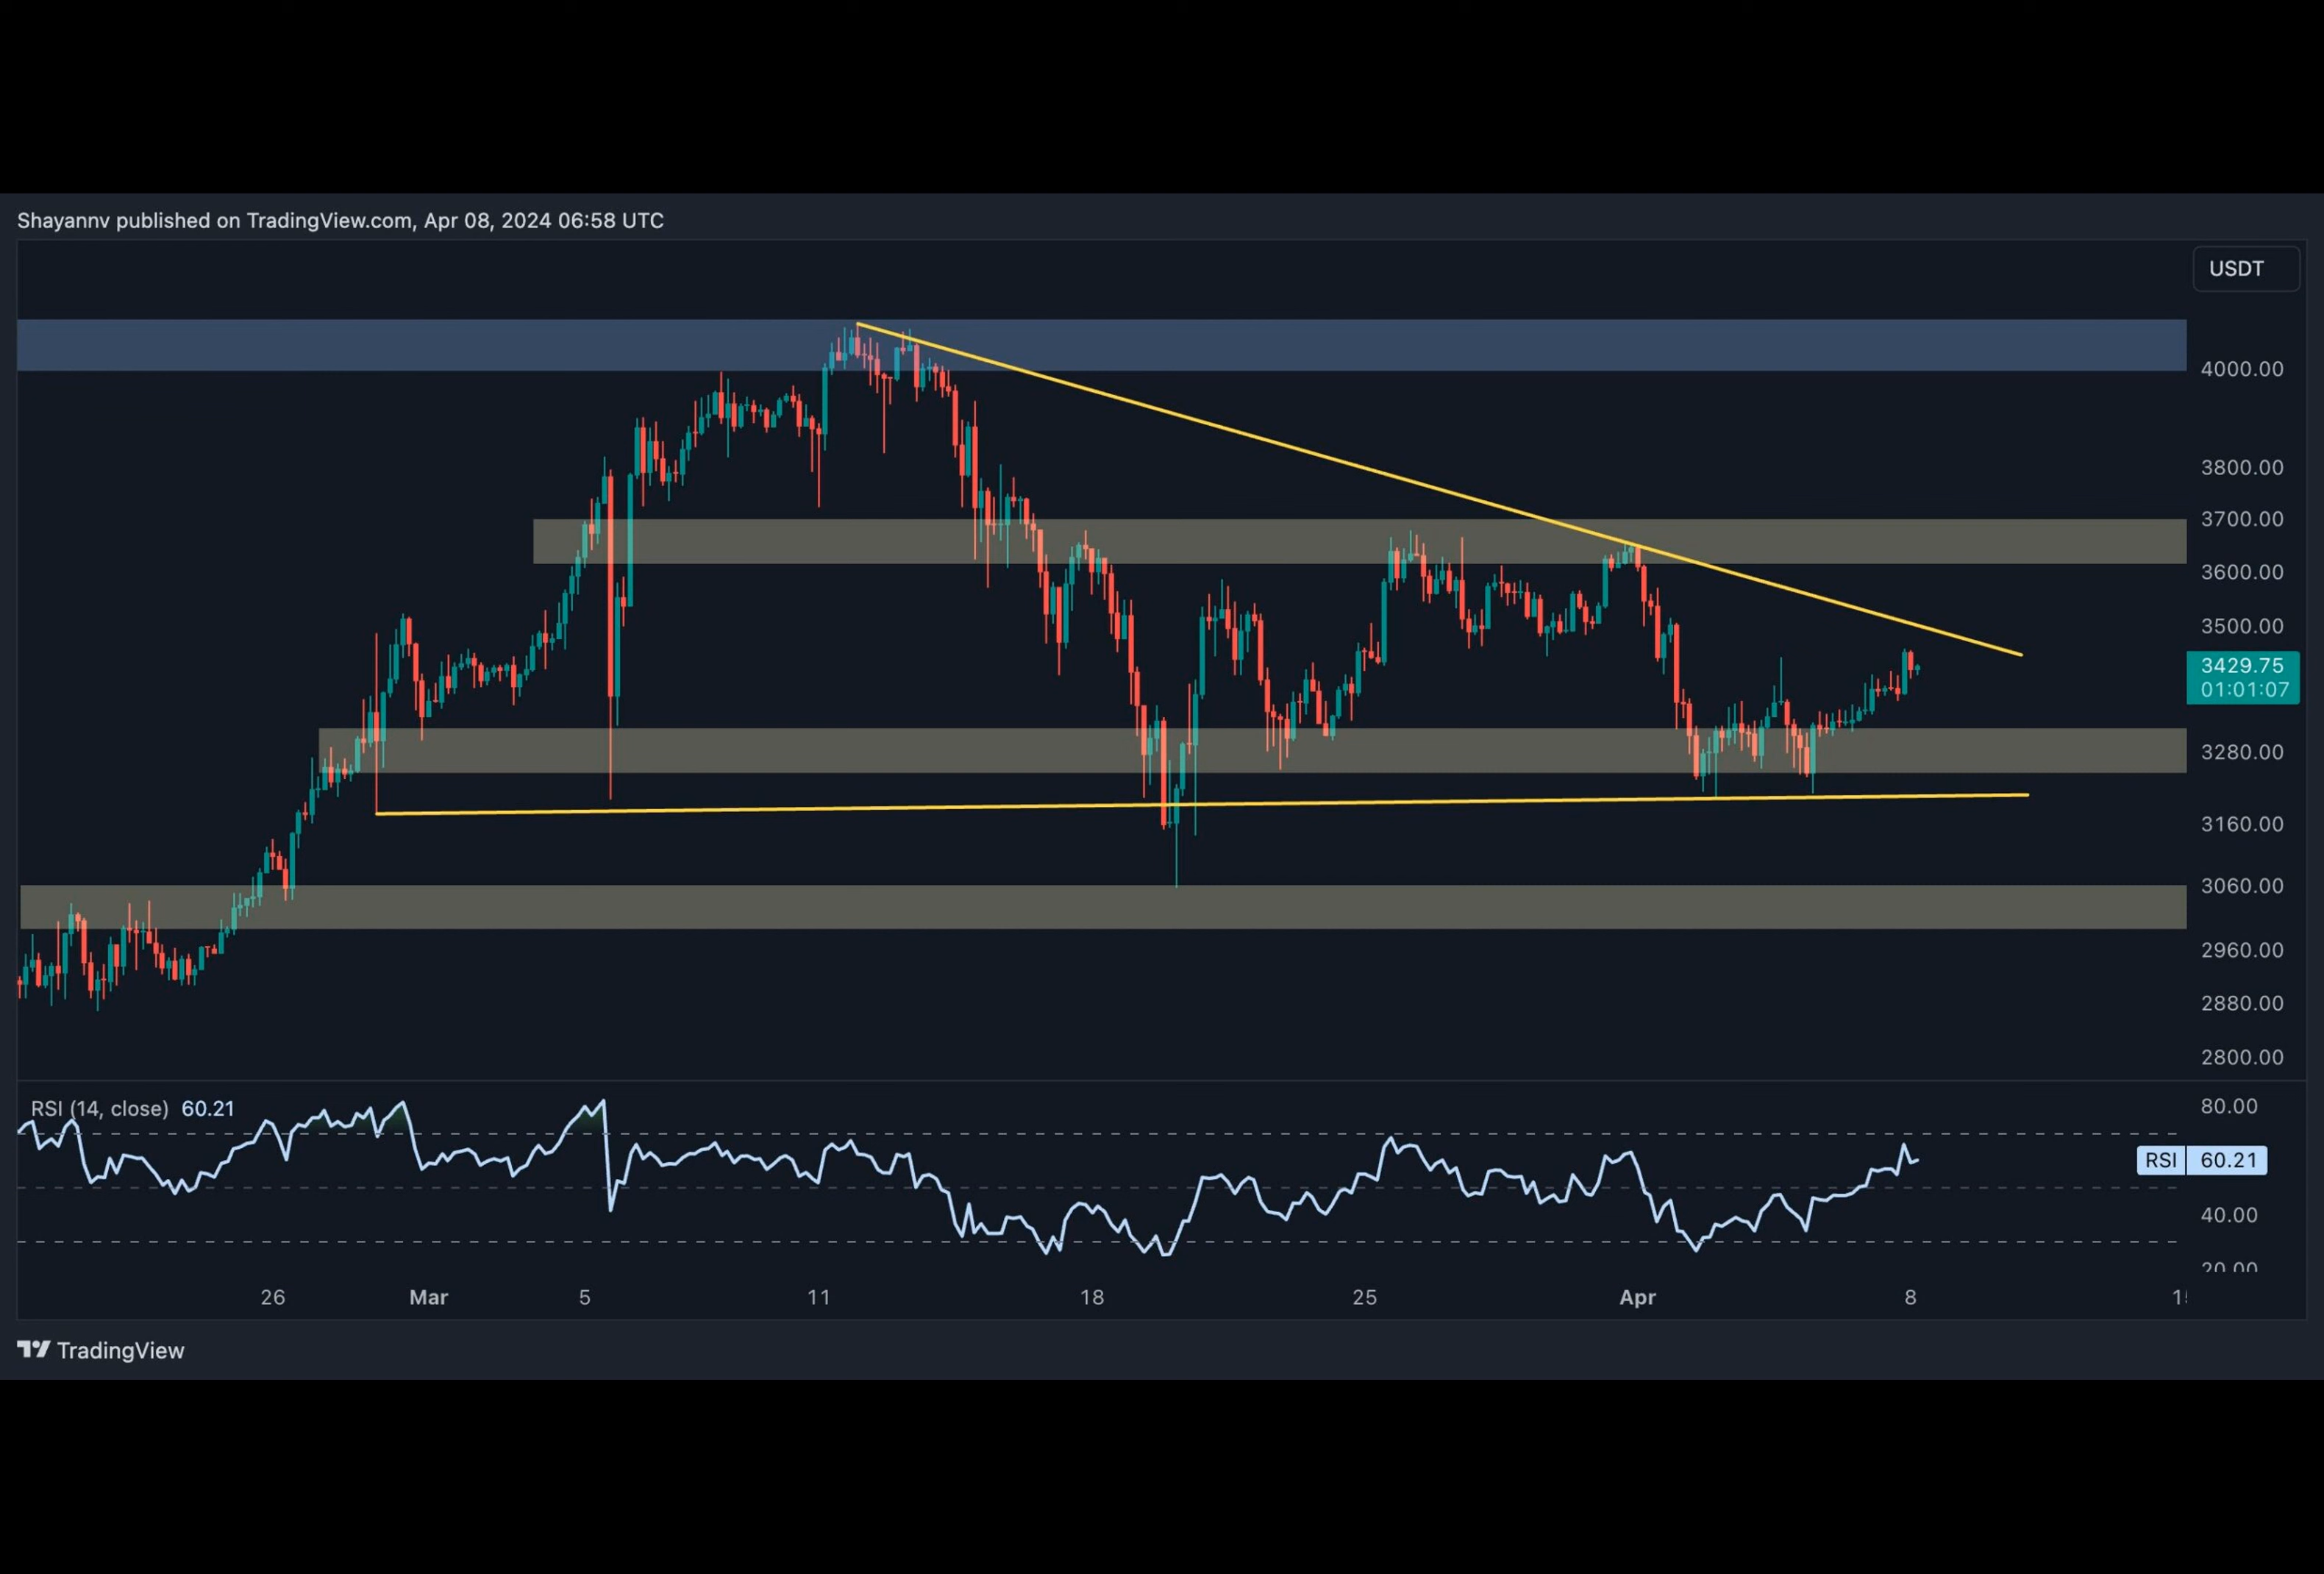 Shayannv published on TradingView.com, Apr 08, 2024 06:58 UTC
USDT
4000.00
3800.00
3700.00
3600.00
3500.00
3429.75
01:01:07
3280.00
3160.00
3060.00
2960.00
2880.00
2800.00
RSI (14, close) 60.21
80.00
RSI 60.21
40.00
20.00
26 Mar 5 11 18 25 Apr 8
TradingView